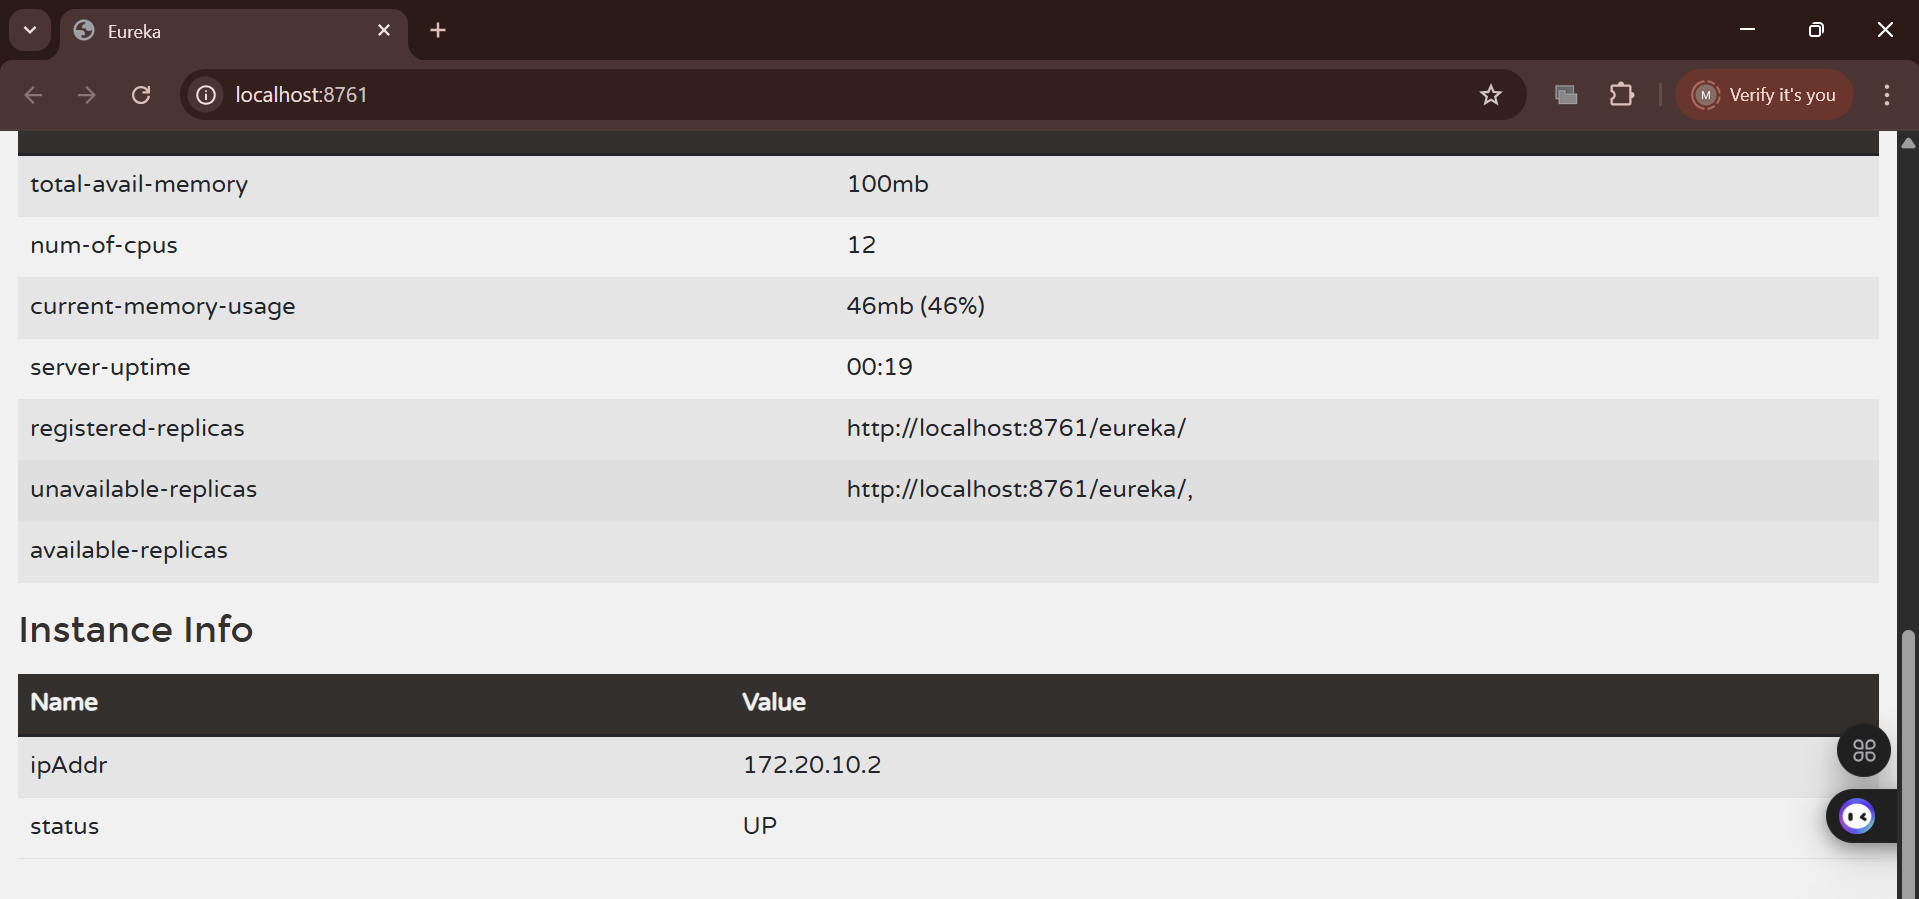 Eureka
localhost:8761
M Verify it's you
total-avail-memory 100mb
num-of-cpus 12
current-memory-usage 46mb (46%)
server-uptime 00:19
registered-replicas http://localhost:8761/eureka/
unavailable-replicas http://localhost:8761/eureka/,
available-replicas
Instance Info
Name Value
ipAddr 172.20.10.2
status UP